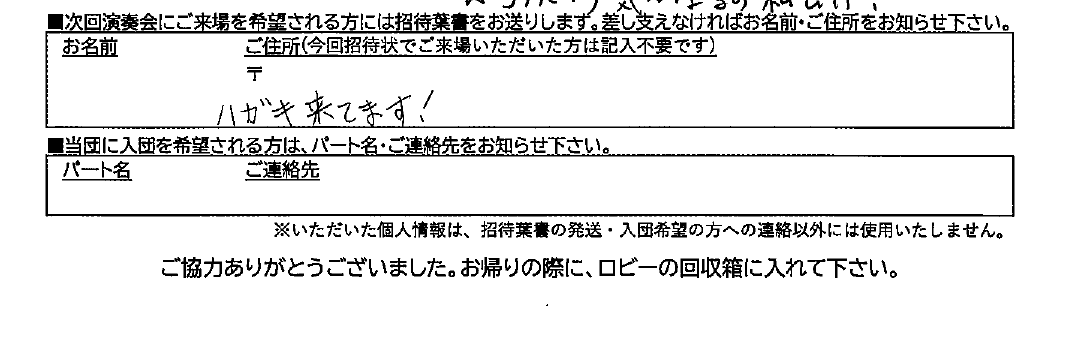 ■次回演奏会にご来場を希望される方には招待葉書をお送りします。差し支えなければお名前・ご住所をお知らせ下さい。
お名前 ご住所(今回招待状でご来場いただいた方は記入不要です)
〒
ハガキ来てます!
■当団に入団を希望される方は、パート名・ご連絡先をお知らせ下さい。
パート名 ご連絡先
※いただいた個人情報は、招待葉書の発送・入団希望の方への連絡以外には使用いたしません。
ご協力ありがとうございました。お帰りの際に、ロビーの回収箱に入れて下さい。